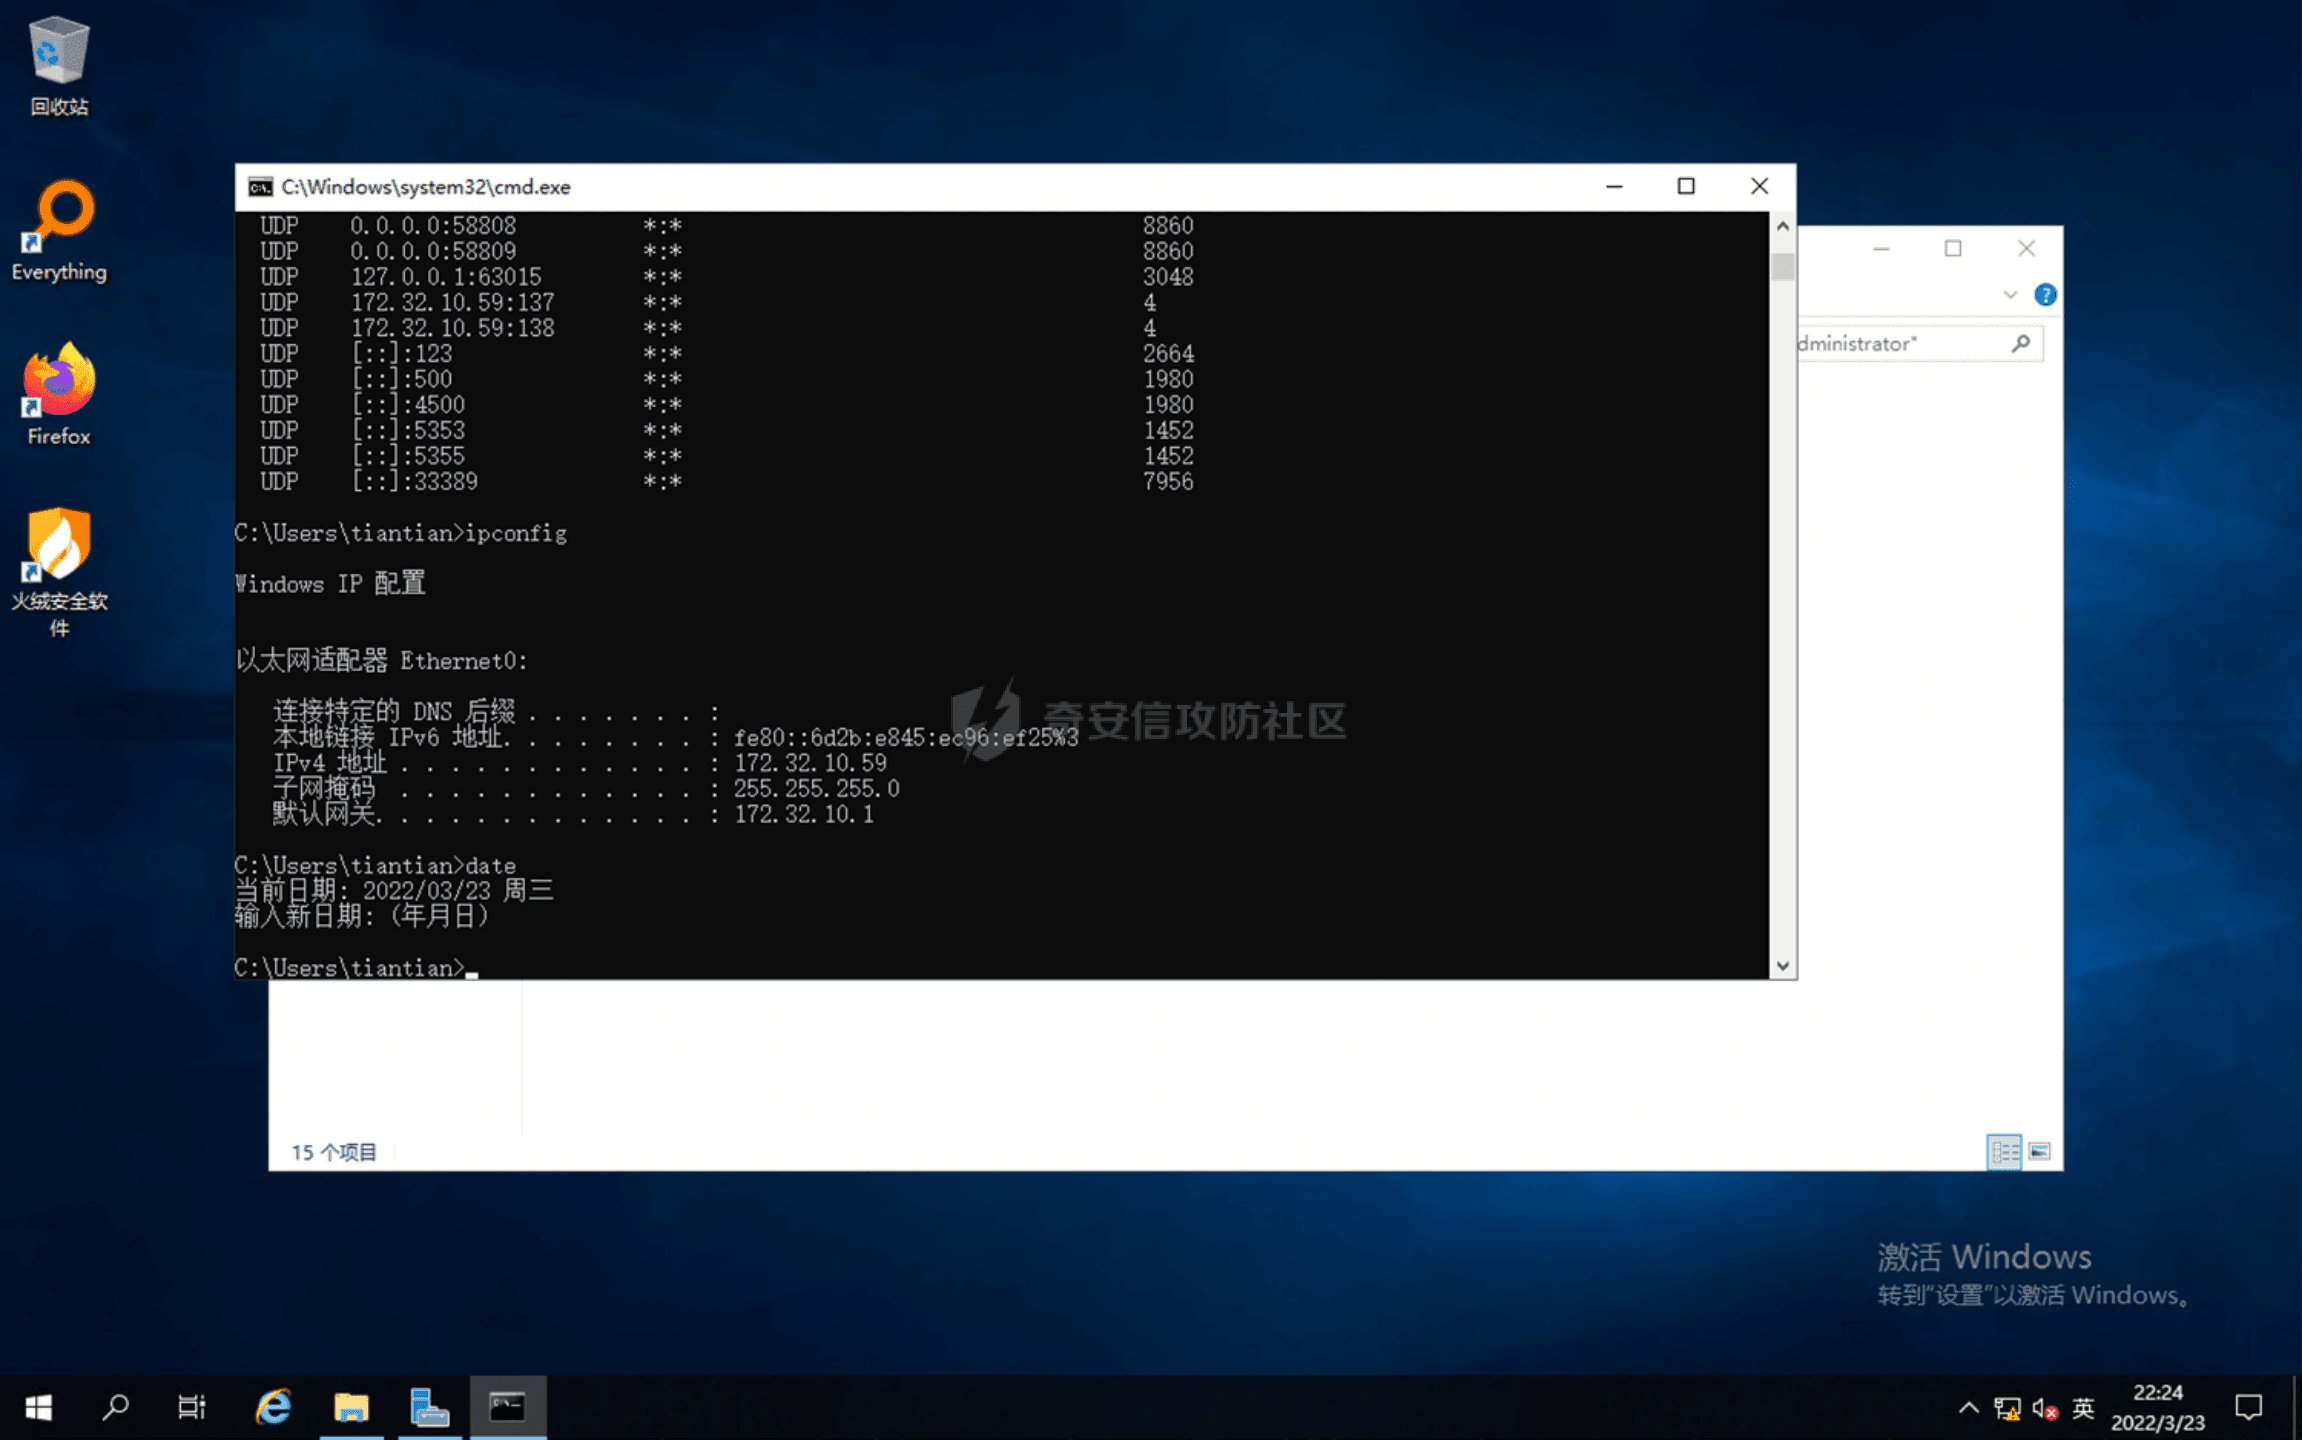 回收站
Everything
Firefox
火绒安全软
件
C:\Windows\system32\cmd.exe
UDP 0.0.0.0:58808 *:* 8860
UDP 0.0.0.0:58809 *:* 8860
UDP 127.0.0.1:63015 *:* 3048
UDP 172.32.10.59:137 *:* 4
UDP 172.32.10.59:138 *:* 4
UDP [::]:123 *:* 2664
UDP [::]:500 *:* 1980
UDP [::]:4500 *:* 1980
UDP [::]:5353 *:* 1452
UDP [::]:5355 *:* 1452
UDP [::]:33389 *:* 7956
C:\Users\tiantian>ipconfig
Windows IP 配置
以太网适配器 Ethernet0:
连接特定的 DNS 后缀 . . . . . . . :
本地链接 IPv6 地址. . . . . . . . : fe80::6d2b:e845:ec96:ef25%3
IPv4 地址 . . . . . . . . . . . . : 172.32.10.59
子网掩码 . . . . . . . . . . . . : 255.255.255.0
默认网关. . . . . . . . . . . . . : 172.32.10.1
C:\Users\tiantian>date
当前日期: 2022/03/23 周三
输入新日期: (年月日)
C:\Users\tiantian>
奇安信攻防社区
dministrator"
15 个项目
激活 Windows
转到"设置"以激活 Windows。
英
22:24
2022/3/23